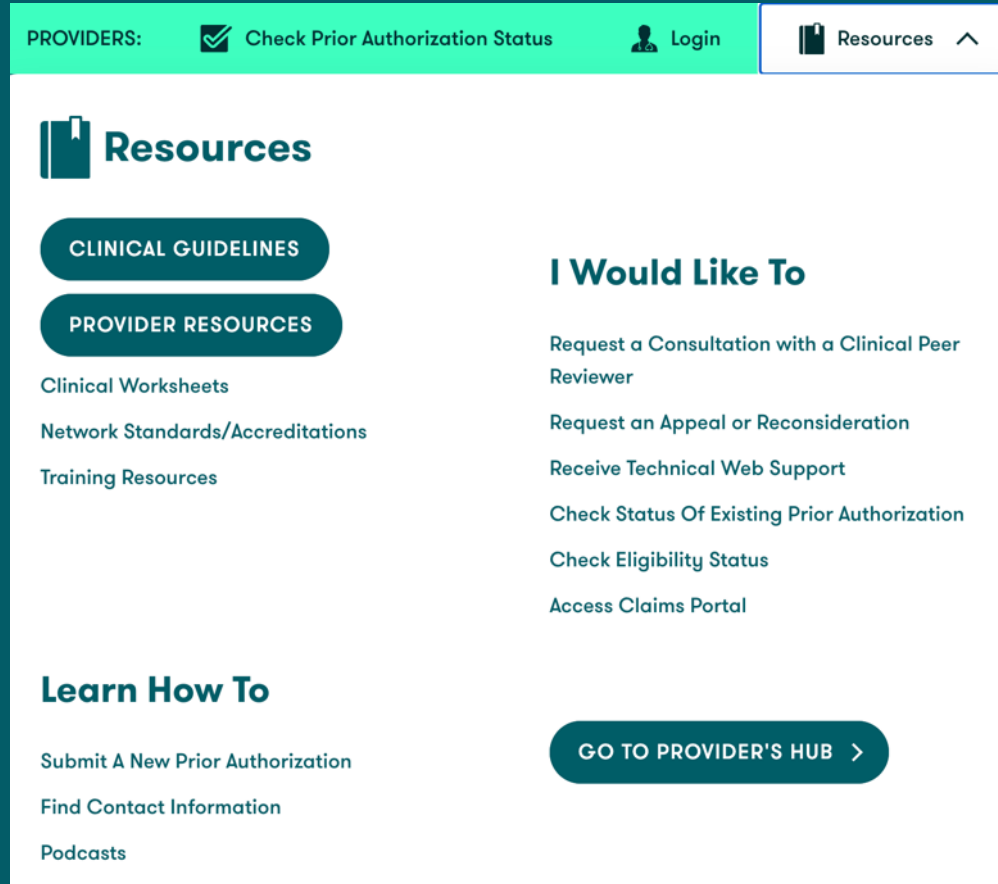 PROVIDERS: Check Prior Authorization Status Login Resources
Resources
CLINICAL GUIDELINES
PROVIDER RESOURCES
Clinical Worksheets
Network Standards/Accreditations
Training Resources
I Would Like To
Request a Consultation with a Clinical Peer
Reviewer
Request an Appeal or Reconsideration
Receive Technical Web Support
Check Status Of Existing Prior Authorization
Check Eligibility Status
Access Claims Portal
Learn How To
Submit A New Prior Authorization
Find Contact Information
Podcasts
GO TO PROVIDER'S HUB